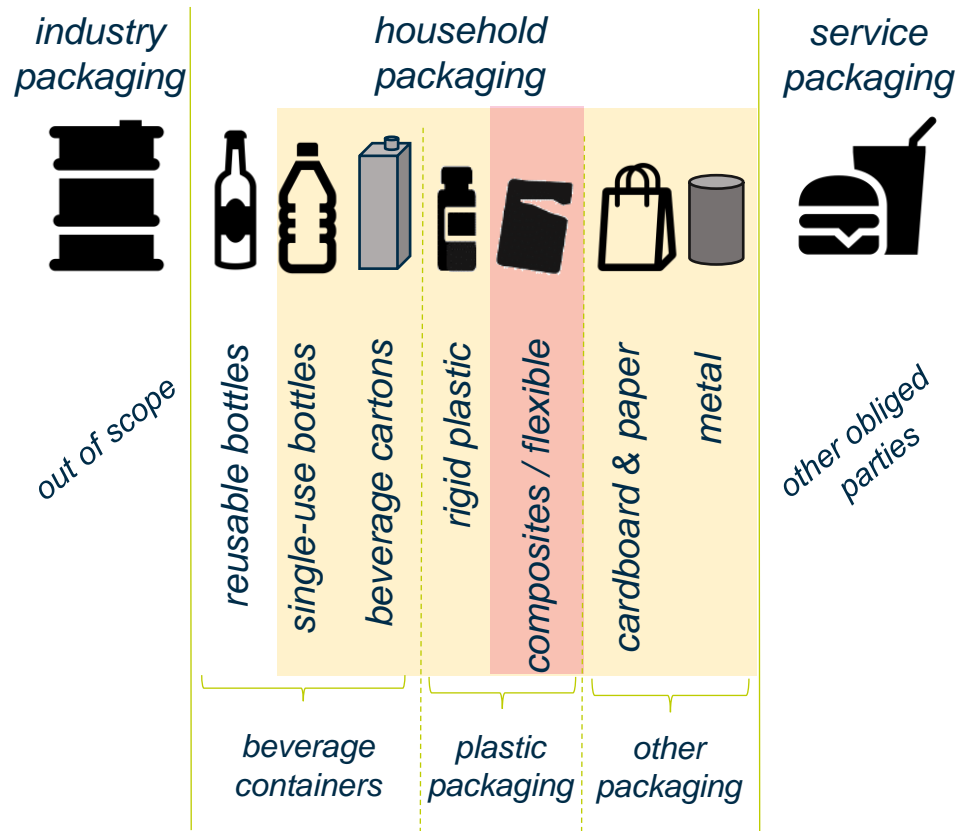 industry
packaging
household
packaging
service
packaging
out of scope
reusable bottles
single-use bottles
beverage cartons
rigid plastic
composites / flexible
cardboard & paper
metal
other obliged
parties
beverage
containers
plastic
packaging
other
packaging